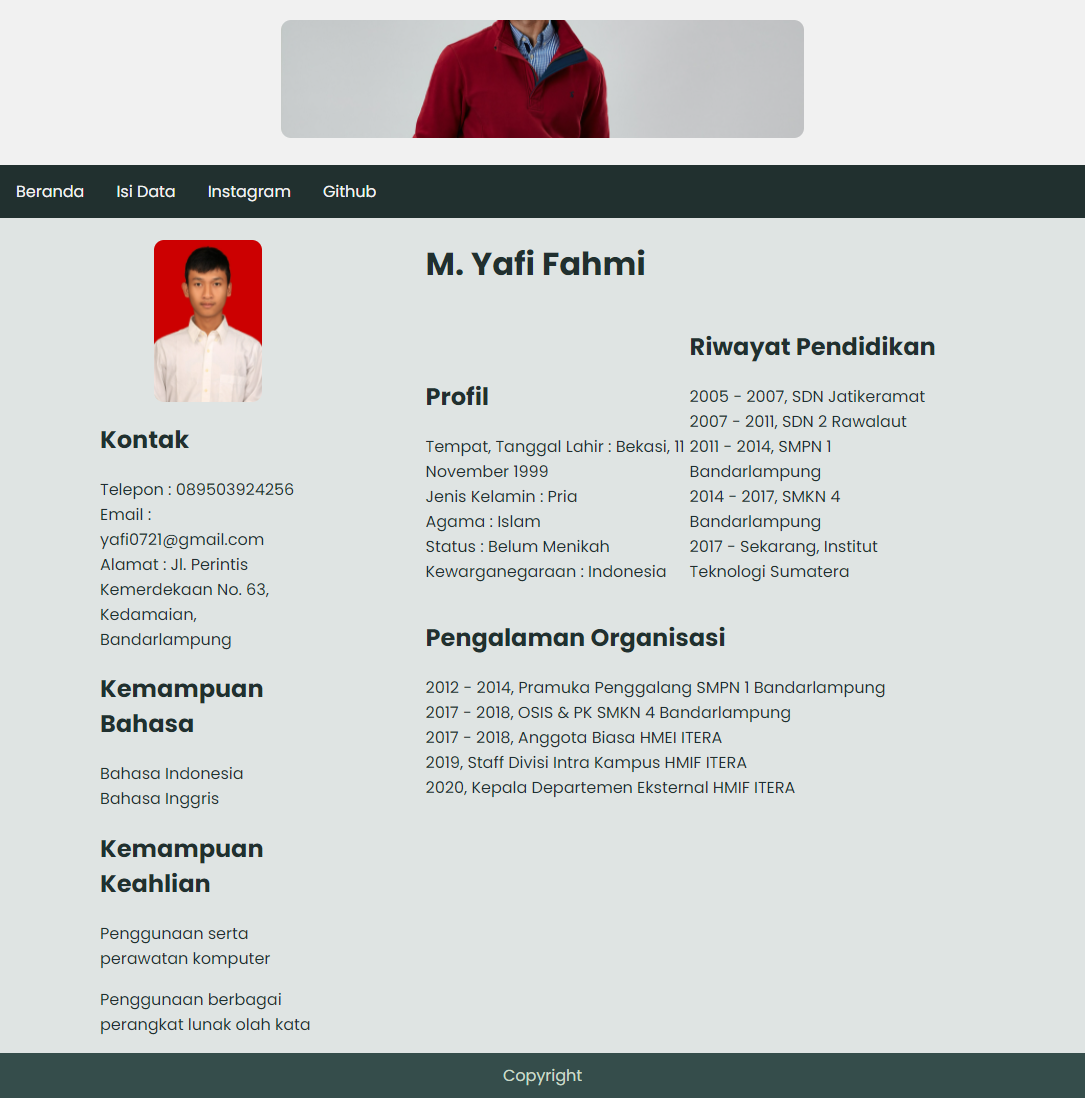 Beranda
Isi Data
Instagram
Github
Kontak
Telepon : 089503924256
Email :
yafi0721@gmail.com
Alamat : Jl. Perintis
Kemerdekaan No. 63,
Kedamaian,
Bandarlampung
Kemampuan
Bahasa
Bahasa Indonesia
Bahasa Inggris
Kemampuan
Keahlian
Penggunaan serta
perawatan komputer
Penggunaan berbagai
perangkat lunak olah kata
M. Yafi Fahmi
Profil
Tempat, Tanggal Lahir : Bekasi, 11
November 1999
Jenis Kelamin : Pria
Agama : Islam
Status : Belum Menikah
Kewarganegaraan : Indonesia
Riwayat Pendidikan
2005 - 2007, SDN Jatikeramat
2007 - 2011, SDN 2 Rawalaut
2011 - 2014, SMPN 1
Bandarlampung
2014 - 2017, SMKN 4
Bandarlampung
2017 - Sekarang, Institut
Teknologi Sumatera
Pengalaman Organisasi
2012 - 2014, Pramuka Penggalang SMPN 1 Bandarlampung
2017 - 2018, OSIS & PK SMKN 4 Bandarlampung
2017 - 2018, Anggota Biasa HMEI ITERA
2019, Staff Divisi Intra Kampus HMIF ITERA
2020, Kepala Departemen Eksternal HMIF ITERA
Copyright